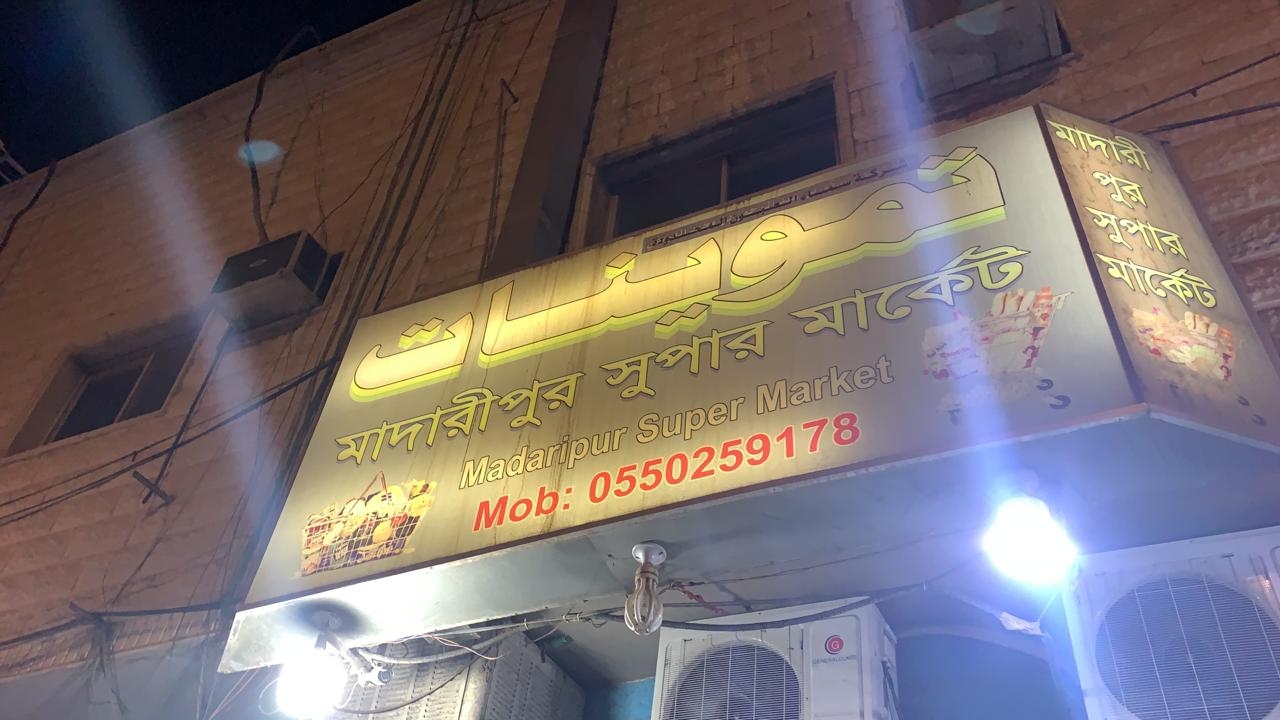 تموينات
মাদারীপুর সুপার মার্কেট
Madaripur Super Market
Mob: 0550259178
মাদারী
পুর
সুপার
মার্কেট